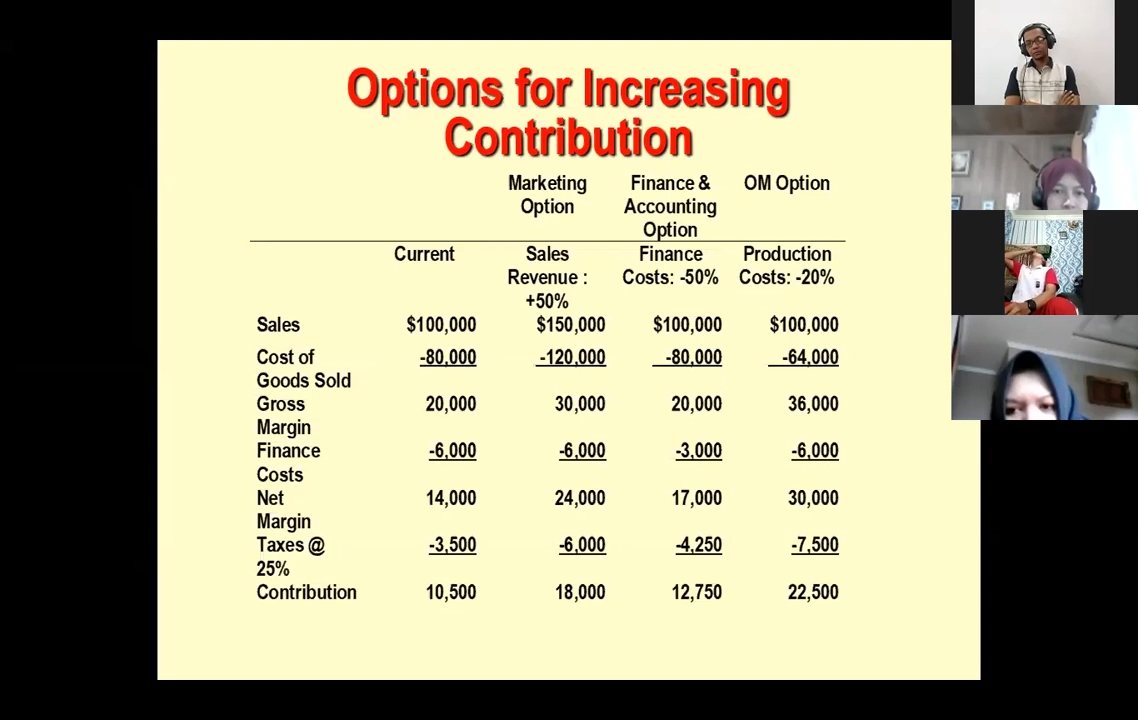 Options for Increasing
Contribution
Marketing Finance & OM Option
Option Accounting
Option
Current Sales Finance Production
Revenue : Costs: -50% Costs: -20%
+50%
Sales $100,000 $150,000 $100,000 $100,000
Cost of -80,000 -120,000 -80,000 -64,000
Goods Sold
Gross 20,000 30,000 20,000 36,000
Margin
Finance -6,000 -6,000 -3,000 -6,000
Costs
Net 14,000 24,000 17,000 30,000
Margin
Taxes @ -3,500 -6,000 -4,250 -7,500
25%
Contribution 10,500 18,000 12,750 22,500